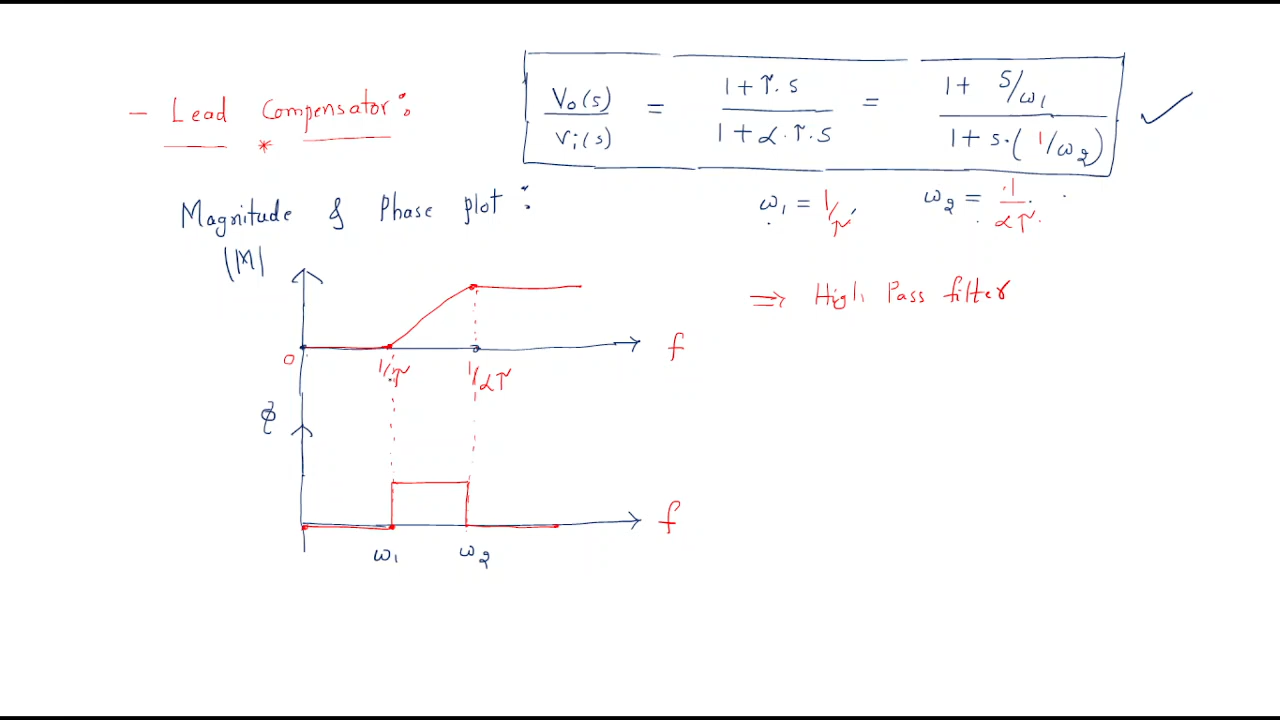 - Lead Compensator:
*
Vo(s)/Vi(s) = 1+τ.s/1+α.τ.s = 1+ S/ω1/1+s.(1/ω2) ✓
ω1 = 1/τ, ω2 = 1/ατ.
Magnitude & Phase plot:
|M|
⇒ High Pass filter
0 1/τ 1/ατ f
Φ
f
ω1 ω2